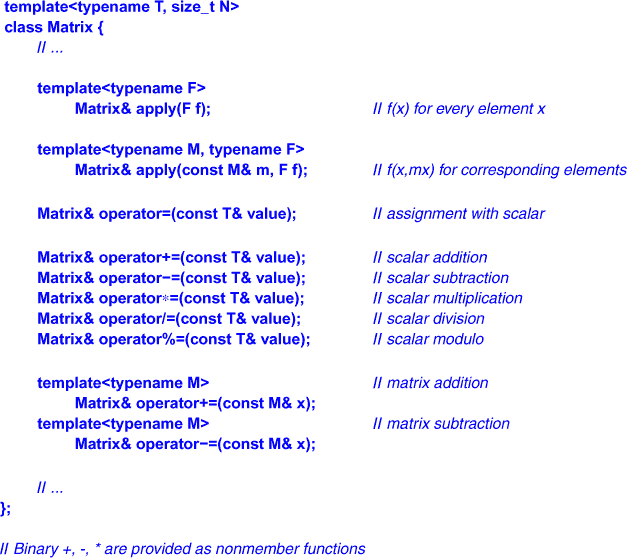 template<typename T, size_t N>
class Matrix {
// ...
template<typename F>
Matrix& apply(F f); // f(x) for every element x
template<typename M, typename F>
Matrix& apply(const M& m, F f); // f(x,mx) for corresponding elements
Matrix& operator=(const T& value); // assignment with scalar
Matrix& operator+=(const T& value); // scalar addition
Matrix& operator−=(const T& value); // scalar subtraction
Matrix& operator∗=(const T& value); // scalar multiplication
Matrix& operator/=(const T& value); // scalar division
Matrix& operator%=(const T& value); // scalar modulo
template<typename M> // matrix addition
Matrix& operator+=(const M& x);
template<typename M> // matrix subtraction
Matrix& operator−=(const M& x);
// ...
};
// Binary +, -, * are provided as nonmember functions